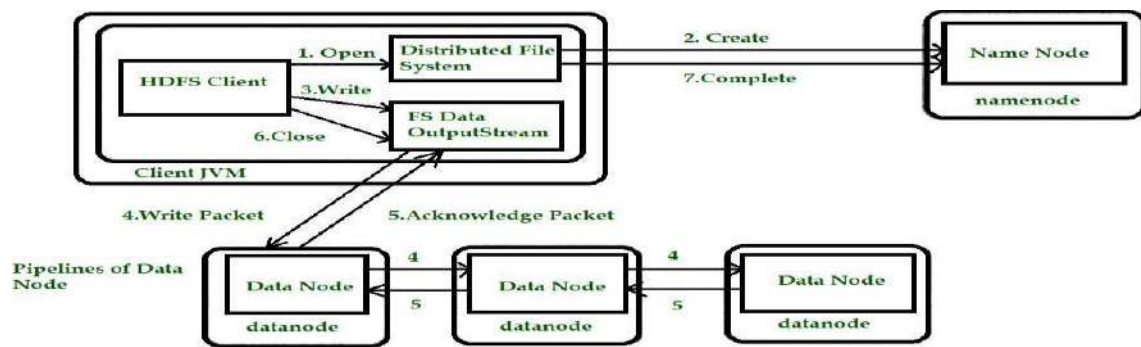 1. Open
Distributed File
System
2. Create
Name Node
HDFS Client
3.Write
7.Complete
namenode
FS Data
OutputStream
6.Close
Client JVM
4.Write Packet
5.Acknowledge Packet
Pipelines of Data
Node
Data Node
4
5
Data Node
4
5
Data Node
datanode
datanode
datanode